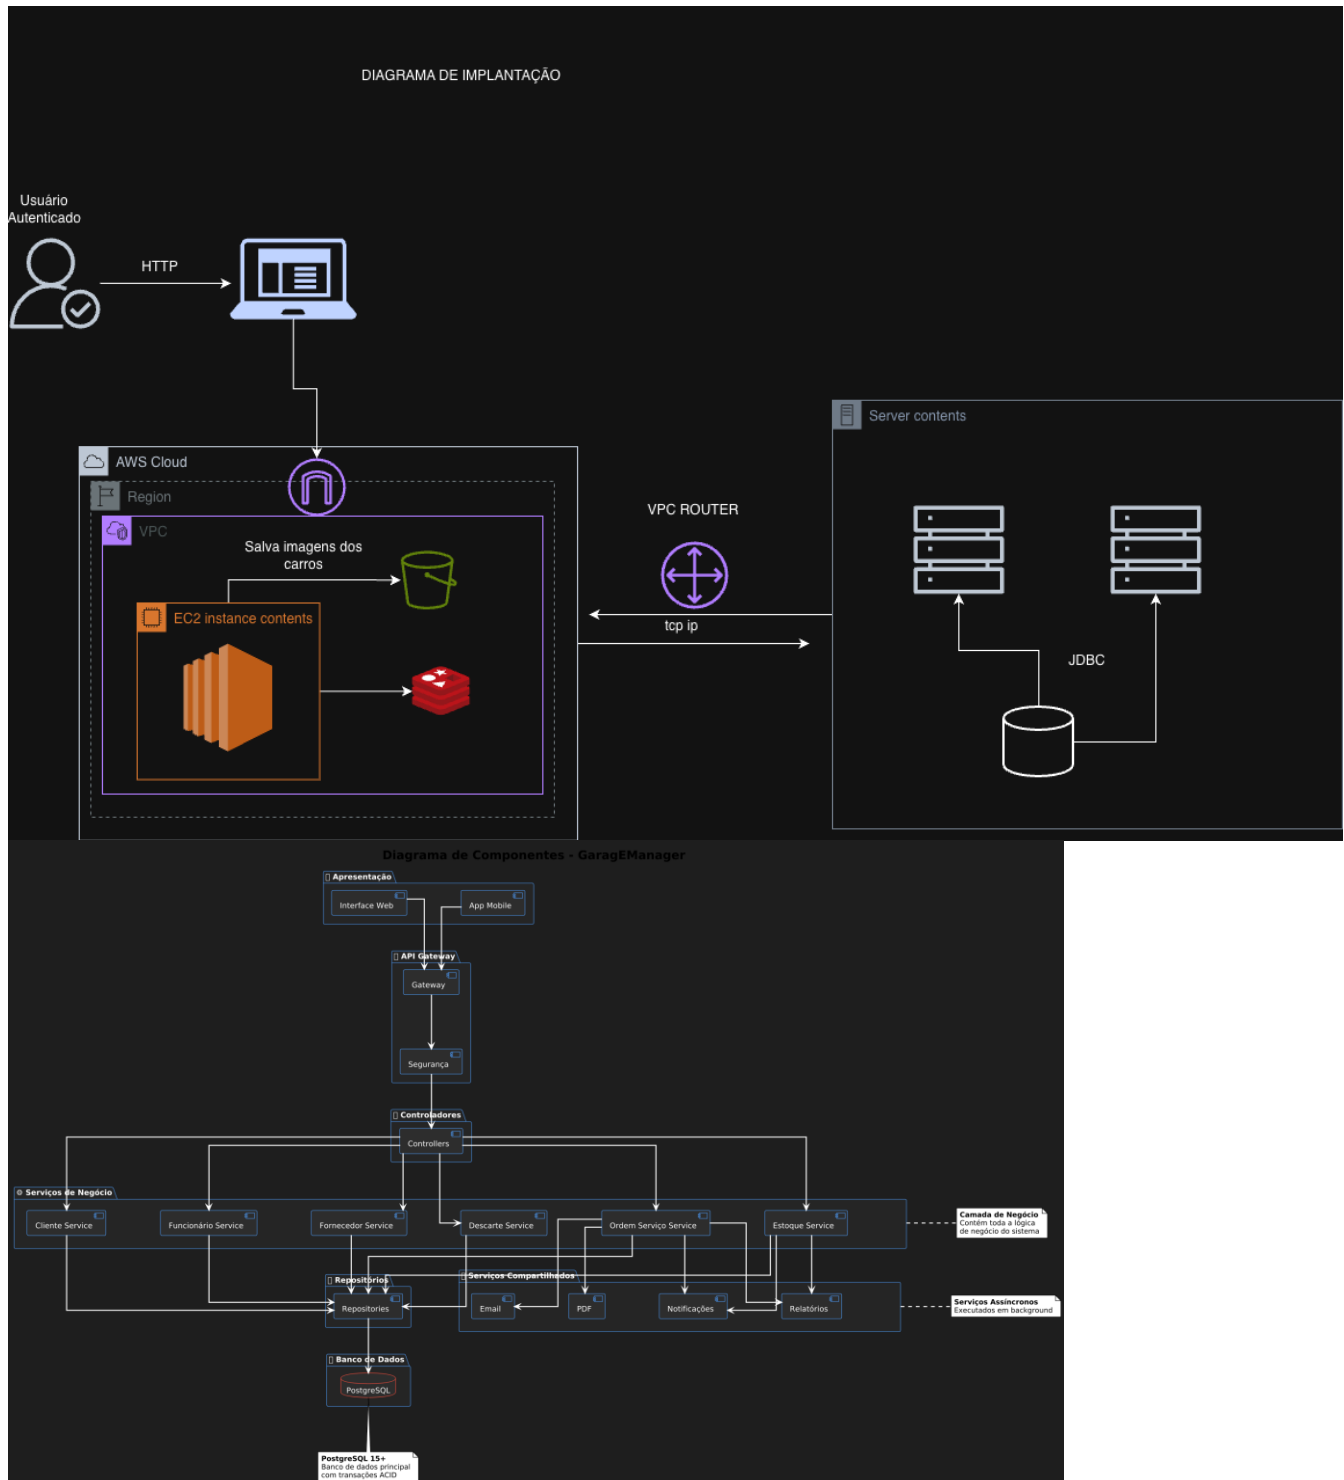 DIAGRAMA DE IMPLANTAÇÃO
Usuário
Autenticado
HTTP
AWS Cloud
Region
VPC
Salva imagens dos
carros
EC2 instance contents
VPC ROUTER
tcp ip
Server contents
JDBC
Diagrama de Componentes - GaragEManager
Apresentação
Interface Web
App Mobile
API Gateway
Gateway
Segurança
Controladores
Controllers
Serviços de Negócio
Cliente Service
Funcionário Service
Fornecedor Service
Descarte Service
Ordem Serviço Service
Estoque Service
Camada de Negócio
Contém toda a lógica
de negócio do sistema
Repositórios
Repositories
Serviços Compartilhados
Email
PDF
Notificações
Relatórios
Serviços Assíncronos
Executados em background
Banco de Dados
PostgreSQL
PostgreSQL 15+
Banco de dados principal
com transações ACID